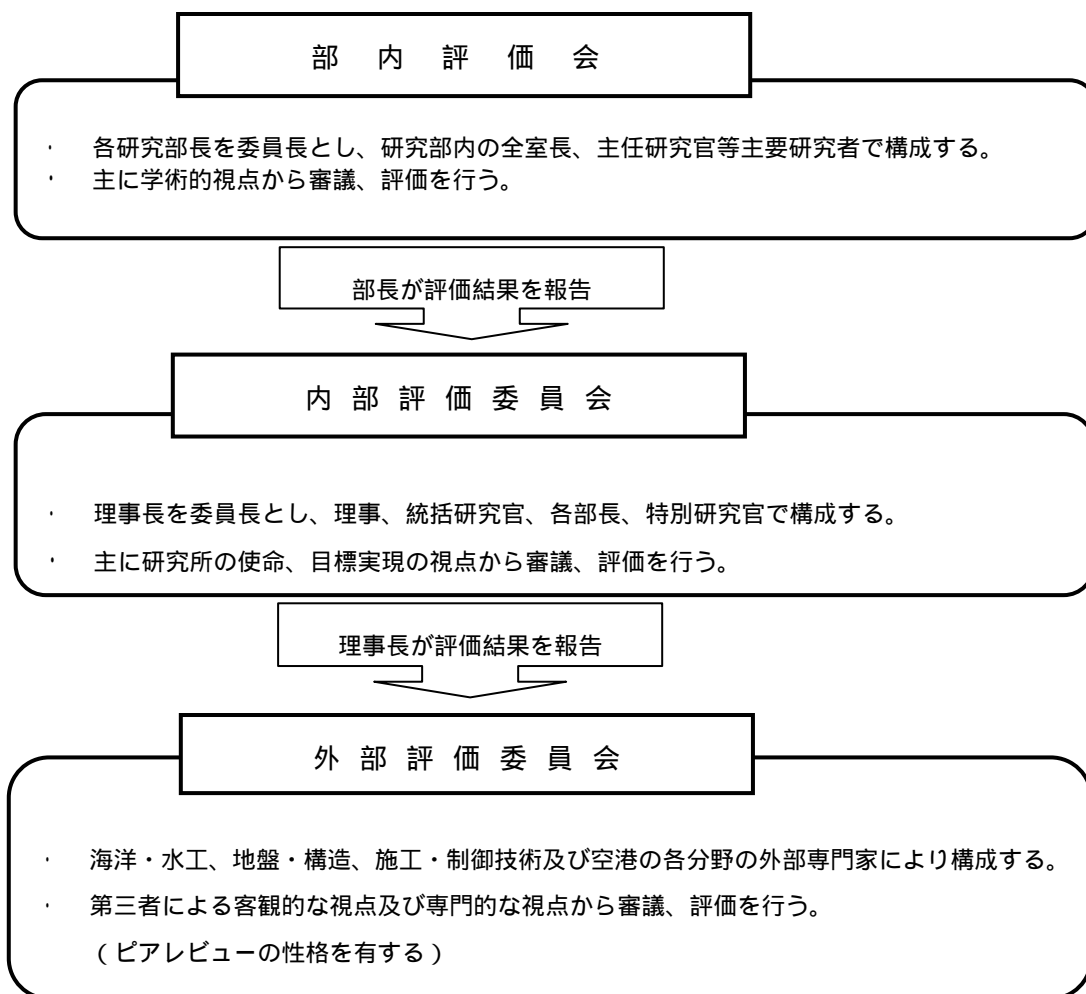 部内評価会
・ 各研究部長を委員長とし、研究部内の全室長、主任研究官等主要研究者で構成する。
・ 主に学術的視点から審議、評価を行う。
部長が評価結果を報告
内部評価委員会
・ 理事長を委員長とし、理事、統括研究官、各部長、特別研究官で構成する。
・ 主に研究所の使命、目標実現の視点から審議、評価を行う。
理事長が評価結果を報告
外部評価委員会
・ 海洋・水工、地盤・構造、施工・制御技術及び空港の各分野の外部専門家により構成する。
・ 第三者による客観的な視点及び専門的な視点から審議、評価を行う。
(ピアレビューの性格を有する)